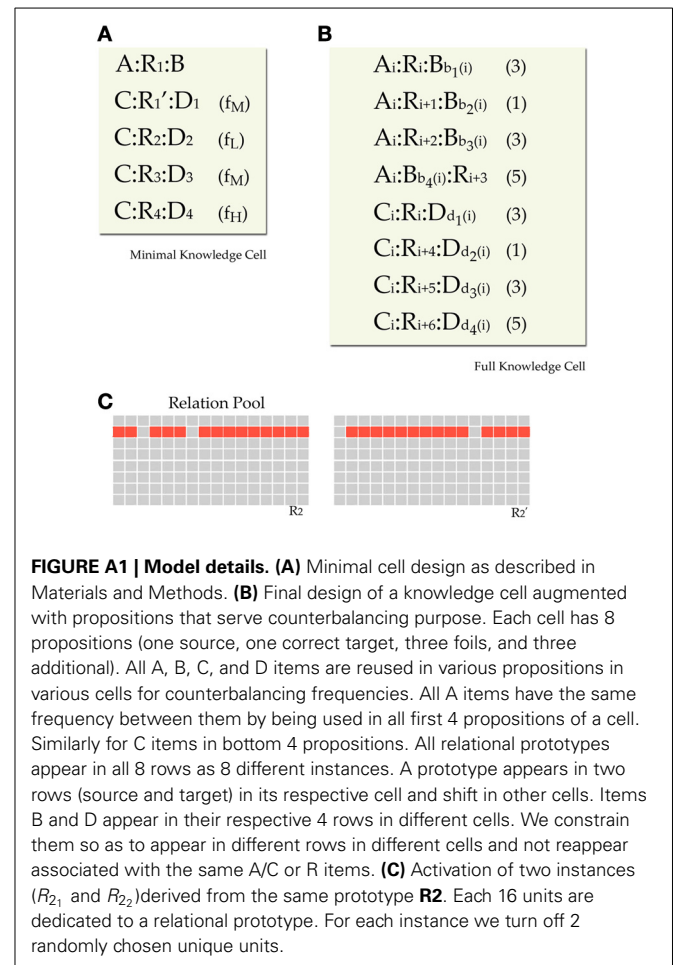 A
A:R1:B
C:R1':D1 (fM)
C:R2:D2 (fL)
C:R3:D3 (fM)
C:R4:D4 (fH)
Minimal Knowledge Cell
B
Ai:Ri:Bb1(i) (3)
Ai:Ri+1:Bb2(i) (1)
Ai:Ri+2:Bb3(i) (3)
Ai:Bb4(i):Ri+3 (5)
Ci:Ri:Dd1(i) (3)
Ci:Ri+4:Dd2(i) (1)
Ci:Ri+5:Dd3(i) (3)
Ci:Ri+6:Dd4(i) (5)
Full Knowledge Cell
C
Relation Pool
R2
R2'
FIGURE A1 | Model details. (A) Minimal cell design as described in
Materials and Methods. (B) Final design of a knowledge cell augmented
with propositions that serve counterbalancing purpose. Each cell has 8
propositions (one source, one correct target, three foils, and three
additional). All A, B, C, and D items are reused in various propositions in
various cells for counterbalancing frequencies. All A items have the same
frequency between them by being used in all first 4 propositions of a cell.
Similarly for C items in bottom 4 propositions. All relational prototypes
appear in all 8 rows as 8 different instances. A prototype appears in two
rows (source and target) in its respective cell and shift in other cells. Items
B and D appear in their respective 4 rows in different cells. We constrain
them so as to appear in different rows in different cells and not reappear
associated with the same A/C or R items. (C) Activation of two instances
(R21 and R22)derived from the same prototype R2. Each 16 units are
dedicated to a relational prototype. For each instance we turn off 2
randomly chosen unique units.